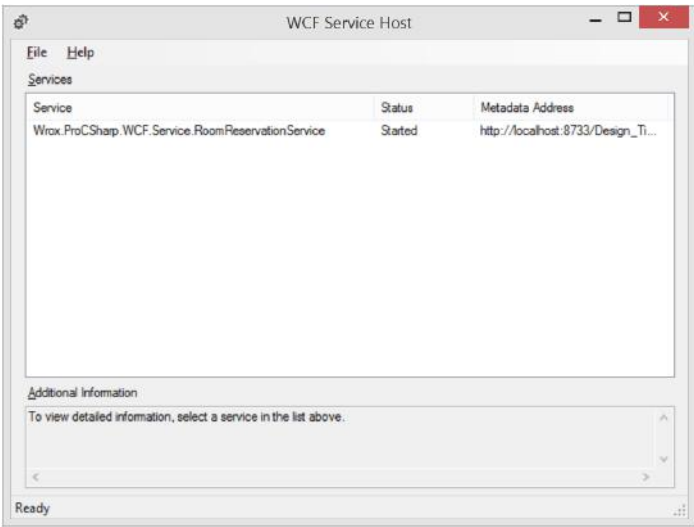 WCF Service Host
File Help
Services
Service Status Metadata Address
Wrox.ProCSharp.WCF.Service.RoomReservationService Started http://localhost:8733/Design_Ti...
Additional Information
To view detailed information, select a service in the list above.
Ready